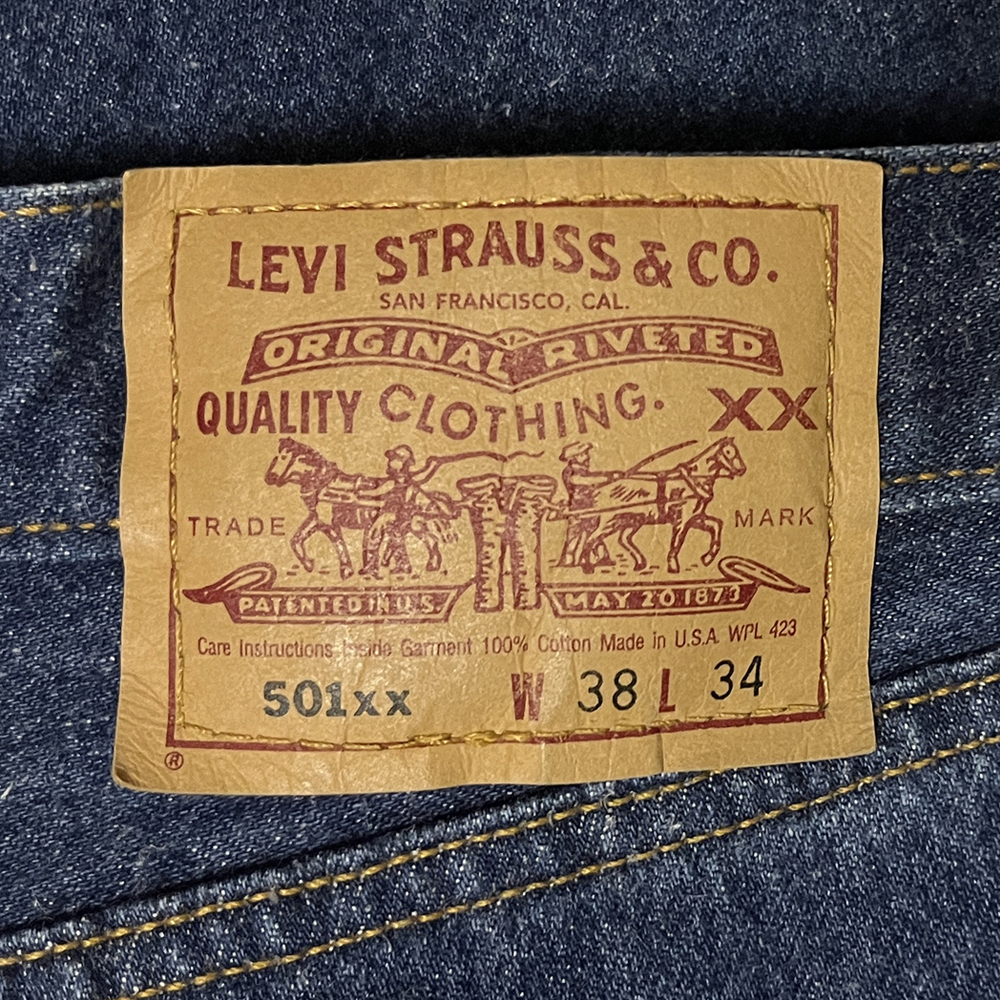 LEVI STRAUSS & CO.
SAN FRANCISCO, CAL.
ORIGINAL RIVETED
QUALITY CLOTHING. XX
TRADE MARK
PATENTED IN U.S. MAY 20 1873
Care Instructions Inside Garment 100% Cotton Made in U.S.A. WPL 423
501xx W 38 L 34
®